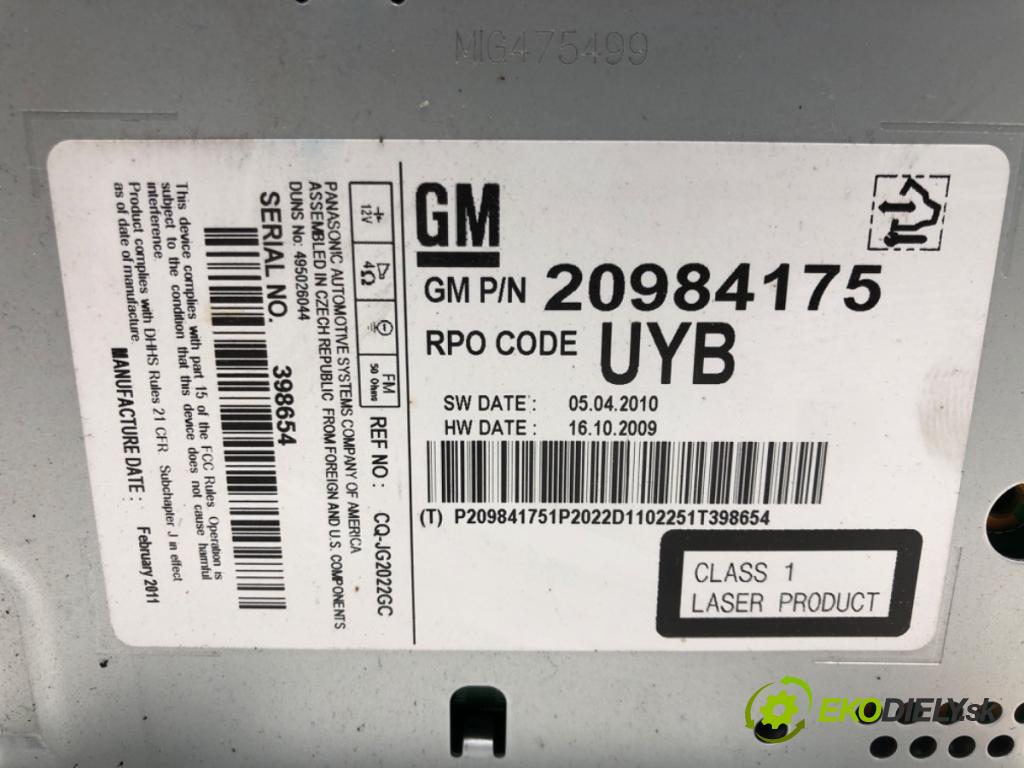 MIG475499
GM
GM P/N 20984175
RPO CODE UYB
SW DATE : 05.04.2010
HW DATE : 16.10.2009
(T) P209841751P2022D1102251T398654
CLASS 1
LASER PRODUCT
12V
4Ω
FM
50 Ohms
REF NO : CQ-JG2022GC
PANASONIC AUTOMOTIVE SYSTEMS COMPANY OF AMERICA
ASSEMBLED IN CZECH REPUBLIC FROM FOREIGN AND U.S. COMPONENTS
DUNS No: 495026044
SERIAL NO. 398654
This device complies with part 15 of the FCC Rules Operation is
subject to the condition that this device does not cause harmful
interference.
Product complies with DHHS Rules 21 CFR Subchapter J in effect
as of date of manufacture.
MANUFACTURE DATE : February 2011
EKODIELY.sk